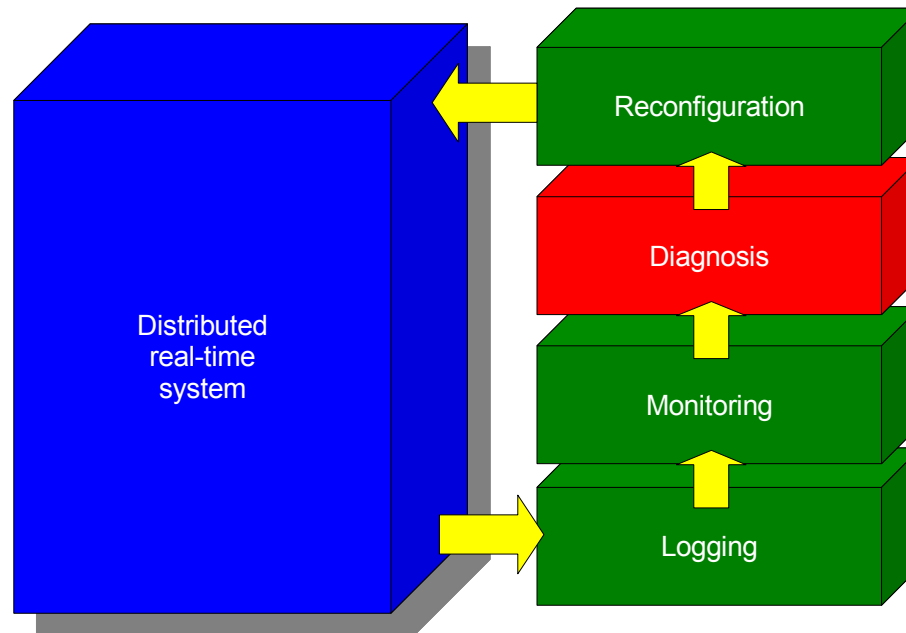 Distributed
real-time
system
Reconfiguration
Diagnosis
Monitoring
Logging